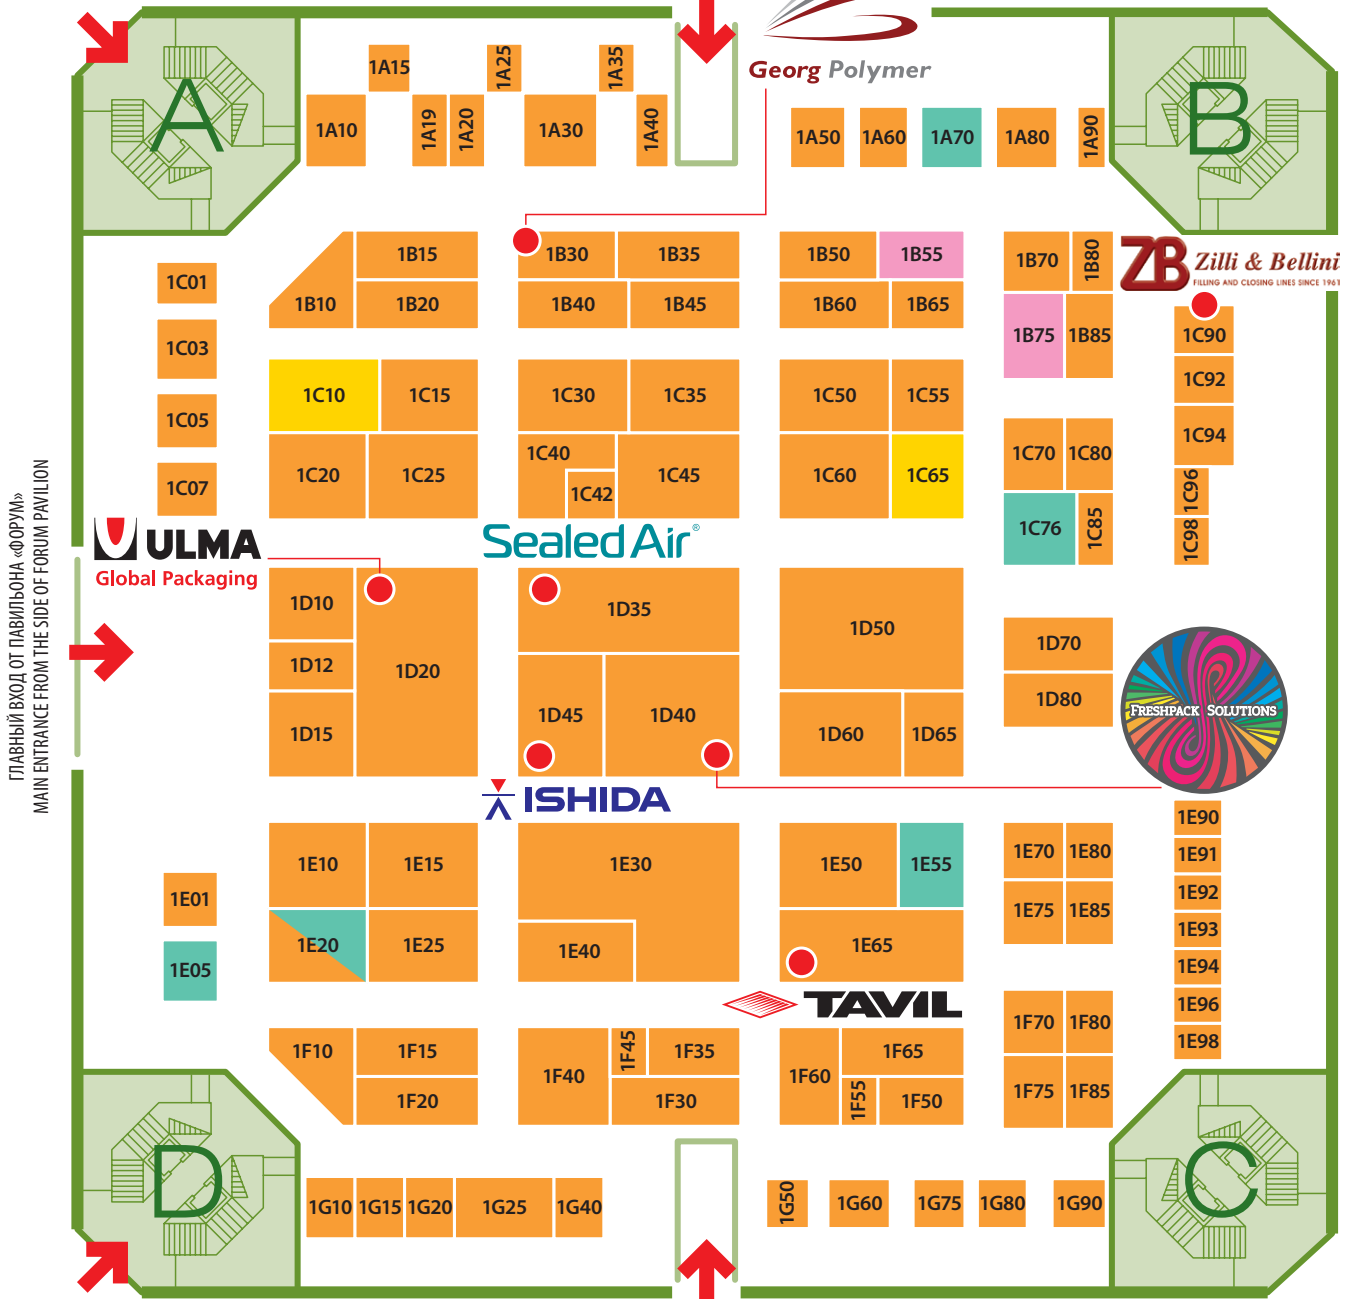 Georg Polymer
A
B
1A15
1A25
1A35
1A10
1A19
1A20
1A30
1A40
1A50
1A60
1A70
1A80
1A90
1B10
1B15
1B20
1B30
1B35
1B40
1B45
1B50
1B55
1B60
1B65
1B70
1B80
1B75
1B85
ZB Zilli & Bellini
FILLING AND CLOSING LINES SINCE 1961
1C01
1C03
1C05
1C07
1C10
1C15
1C20
1C25
1C30
1C35
1C40
1C42
1C45
1C50
1C55
1C60
1C65
1C70
1C80
1C76
1C85
1C90
1C92
1C94
1C96
1C98
ГЛАВНЫЙ ВХОД ОТ ПАВИЛЬОНА «ФОРУМ»
MAIN ENTRANCE FROM THE SIDE OF FORUM PAVILION
ULMA
Global Packaging
Sealed Air®
1D10
1D12
1D15
1D20
1D35
1D45
1D40
1D50
1D60
1D65
1D70
1D80
FRESHPACK SOLUTIONS
ISHIDA
1E01
1E05
1E10
1E15
1E20
1E25
1E30
1E40
1E50
1E55
1E65
1E70
1E80
1E75
1E85
1E90
1E91
1E92
1E93
1E94
1E96
1E98
TAVIL
1F10
1F15
1F20
1F40
1F45
1F35
1F30
1F60
1F65
1F55
1F50
1F70
1F80
1F75
1F85
D
C
1G10
1G15
1G20
1G25
1G40
1G50
1G60
1G75
1G80
1G90